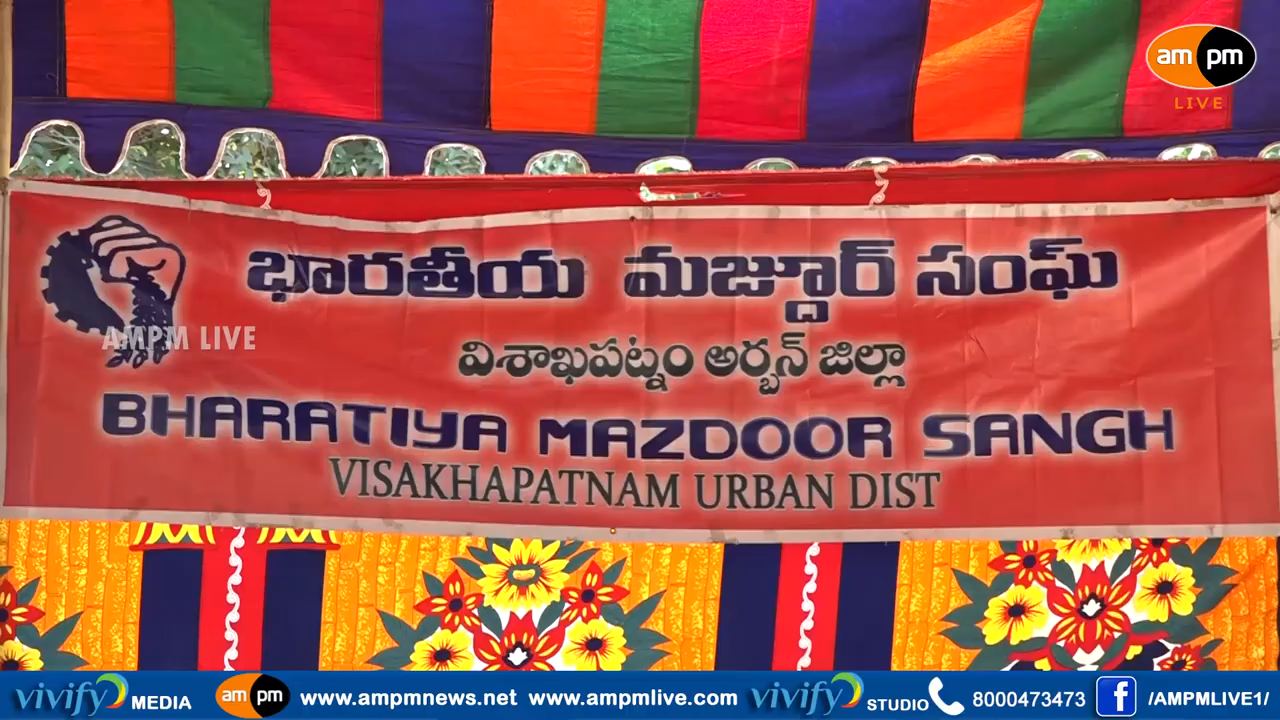 am pm
LIVE
భారతీయ మజ్దూర్ సంఘ్
AMPM LIVE
విశాఖపట్నం అర్బన్ జిల్లా
BHARATIYA MAZDOOR SANGH
VISAKHAPATNAM URBAN DIST
vivify MEDIA am pm www.ampmnews.net www.ampmlive.com vivify STUDIO 8000473473 f /AMPMLIVE1/